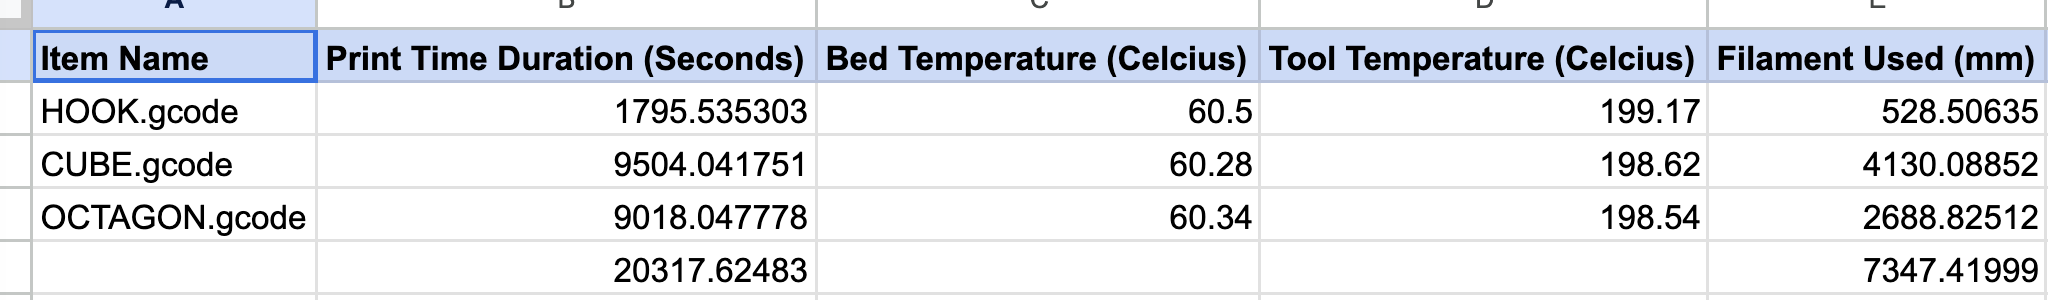 A B C D E
Item Name Print Time Duration (Seconds) Bed Temperature (Celcius) Tool Temperature (Celcius) Filament Used (mm)
HOOK.gcode 1795.535303 60.5 199.17 528.50635
CUBE.gcode 9504.041751 60.28 198.62 4130.08852
OCTAGON.gcode 9018.047778 60.34 198.54 2688.82512
20317.62483 7347.41999